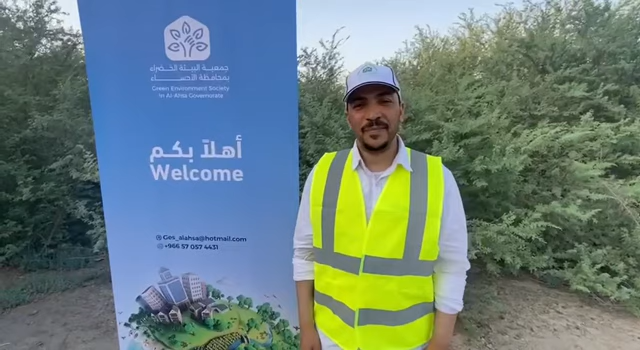 جمعية البيئة الخضراء
بمحافظة الأحساء
Green Environment Society
In Al-Ahsa Governorate
أهلاً بكم
Welcome
Ges_alahsa@hotmail.com
+966 57 057 4431